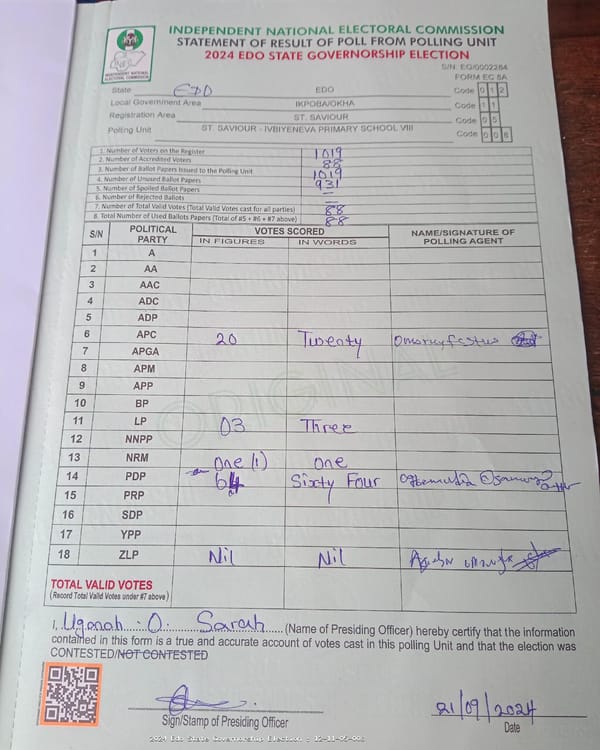 INDEPENDENT NATIONAL ELECTORAL COMMISSION
STATEMENT OF RESULT OF POLL FROM POLLING UNIT
2024 EDO STATE GOVERNORSHIP ELECTION
INEC
INDEPENDENT NATIONAL ELECTORAL COMMISSION
S/N: EG/0002284
FORM EC 8A
State EDO EDO Code 0 1 2
Local Government Area IKPOBA/OKHA Code 1 1
Registration Area ST. SAVIOUR Code 0 5
Polling Unit ST. SAVIOUR - IVBIYENEVA PRIMARY SCHOOL VIII Code 0 0
1. Number of Voters on the Register 1019
2. Number of Accredited Voters 88
3. Number of Ballot Papers Issued to the Polling Unit 1019
4. Number of Unused Ballot Papers 931
5. Number of Spoiled Ballot Papers —
6. Number of Rejected Ballots —
7. Number of Total Valid Votes (Total Valid Votes cast for all parties) 88
8. Total Number of Used Ballots Papers (Total of #5 + #6 + #7 above) 88
S/N POLITICAL PARTY VOTES SCORED NAME/SIGNATURE OF POLLING AGENT
IN FIGURES IN WORDS
1 A
2 AA
3 AAC
4 ADC
5 ADP
6 APC 20 Twenty
7 APGA
8 APM
9 APP
10 BP
11 LP 03 Three
12 NNPP
13 NRM One (1) One
14 PDP 64 Sixty Four
15 PRP
16 SDP
17 YPP
18 ZLP Nil Nil
ORIGINAL
TOTAL VALID VOTES
(Record Total Valid Votes under #7 above)
I, Uganah O. Sarah (Name of Presiding Officer) hereby certify that the information
contained in this form is a true and accurate account of votes cast in this polling Unit and that the election was
CONTESTED/NOT CONTESTED
Sign/Stamp of Presiding Officer
21/09/2024
Date
2024 Edo State Governorship Election : 12-11-05-00